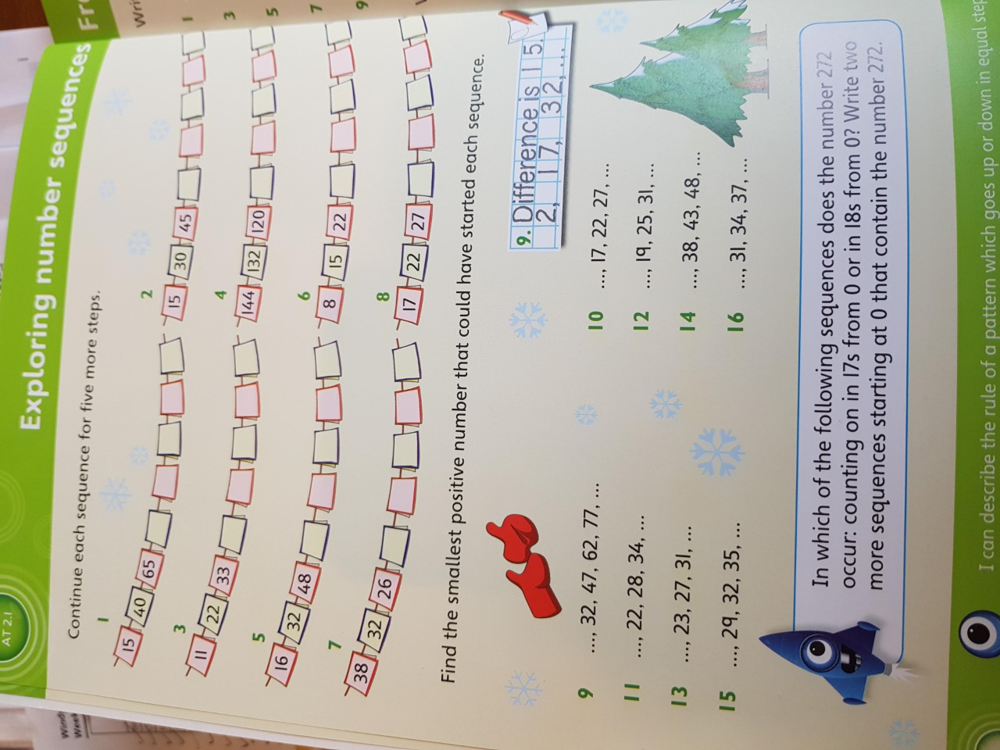 AT 2.1
Exploring number sequences
Continue each sequence for five more steps.
1
15 40 65
2
15 30 45
3
11 22 33
4
144 132 120
5
16 32 48
6
8 15 22
7
38 32 26
8
17 22 27
Find the smallest positive number that could have started each sequence.
9. Difference is 15.
2, 17, 32, ...
9 ..., 32, 47, 62, 77, ...
10 ..., 17, 22, 27, ...
11 ..., 22, 28, 34, ...
12 ..., 19, 25, 31, ...
13 ..., 23, 27, 31, ...
14 ..., 38, 43, 48, ...
15 ..., 29, 32, 35, ...
16 ..., 31, 34, 37, ...
In which of the following sequences does the number 272
occur: counting on in 17s from 0 or in 18s from 0? Write two
more sequences starting at 0 that contain the number 272.
I can describe the rule of a pattern which goes up or down in equal
Fr
Wri
1
3
5
7
9